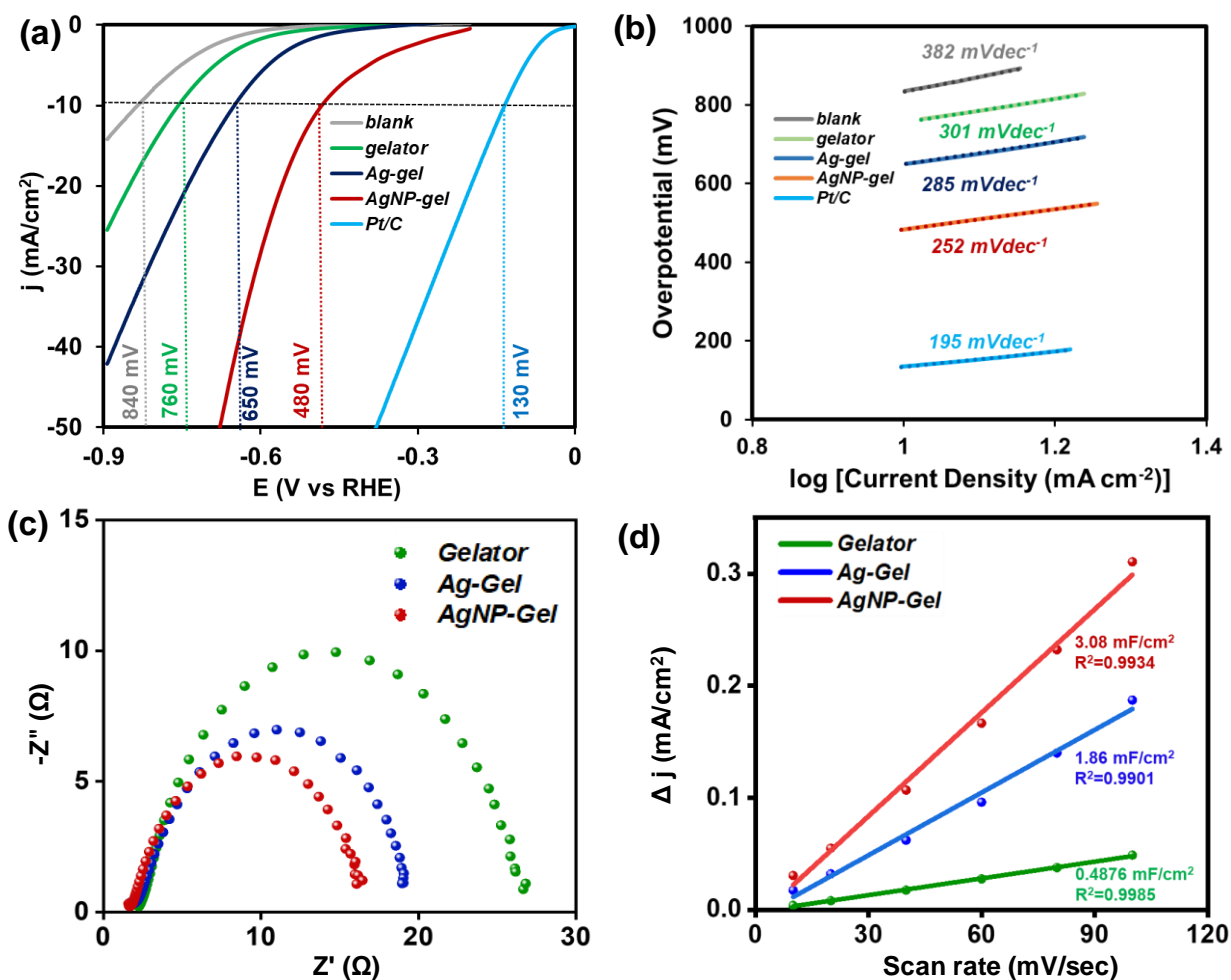 (a)
0
-10
-20
-30
-40
-50
j (mA/cm²)
blank
gelator
Ag-gel
AgNP-gel
Pt/C
840 mV
760 mV
650 mV
480 mV
130 mV
-0.9
-0.6
-0.3
0
E (V vs RHE)
(b)
1000
800
600
400
200
0
Overpotential (mV)
382 mVdec⁻¹
blank
gelator
Ag-gel
AgNP-gel
Pt/C
301 mVdec⁻¹
285 mVdec⁻¹
252 mVdec⁻¹
195 mVdec⁻¹
0.8
1
1.2
1.4
log [Current Density (mA cm⁻²)]
(c)
15
10
5
0
-Z" (Ω)
Gelator
Ag-Gel
AgNP-Gel
0
10
20
30
Z' (Ω)
(d)
0.3
0.2
0.1
0.0
Δ j (mA/cm²)
Gelator
Ag-Gel
AgNP-Gel
3.08 mF/cm²
R²=0.9934
1.86 mF/cm²
R²=0.9901
0.4876 mF/cm²
R²=0.9985
0
30
60
90
120
Scan rate (mV/sec)